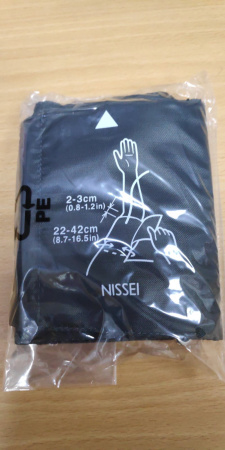 2-3cm
(0.8-1.2in)
22-42cm
(8.7-16.5in)
NISSEI
PE